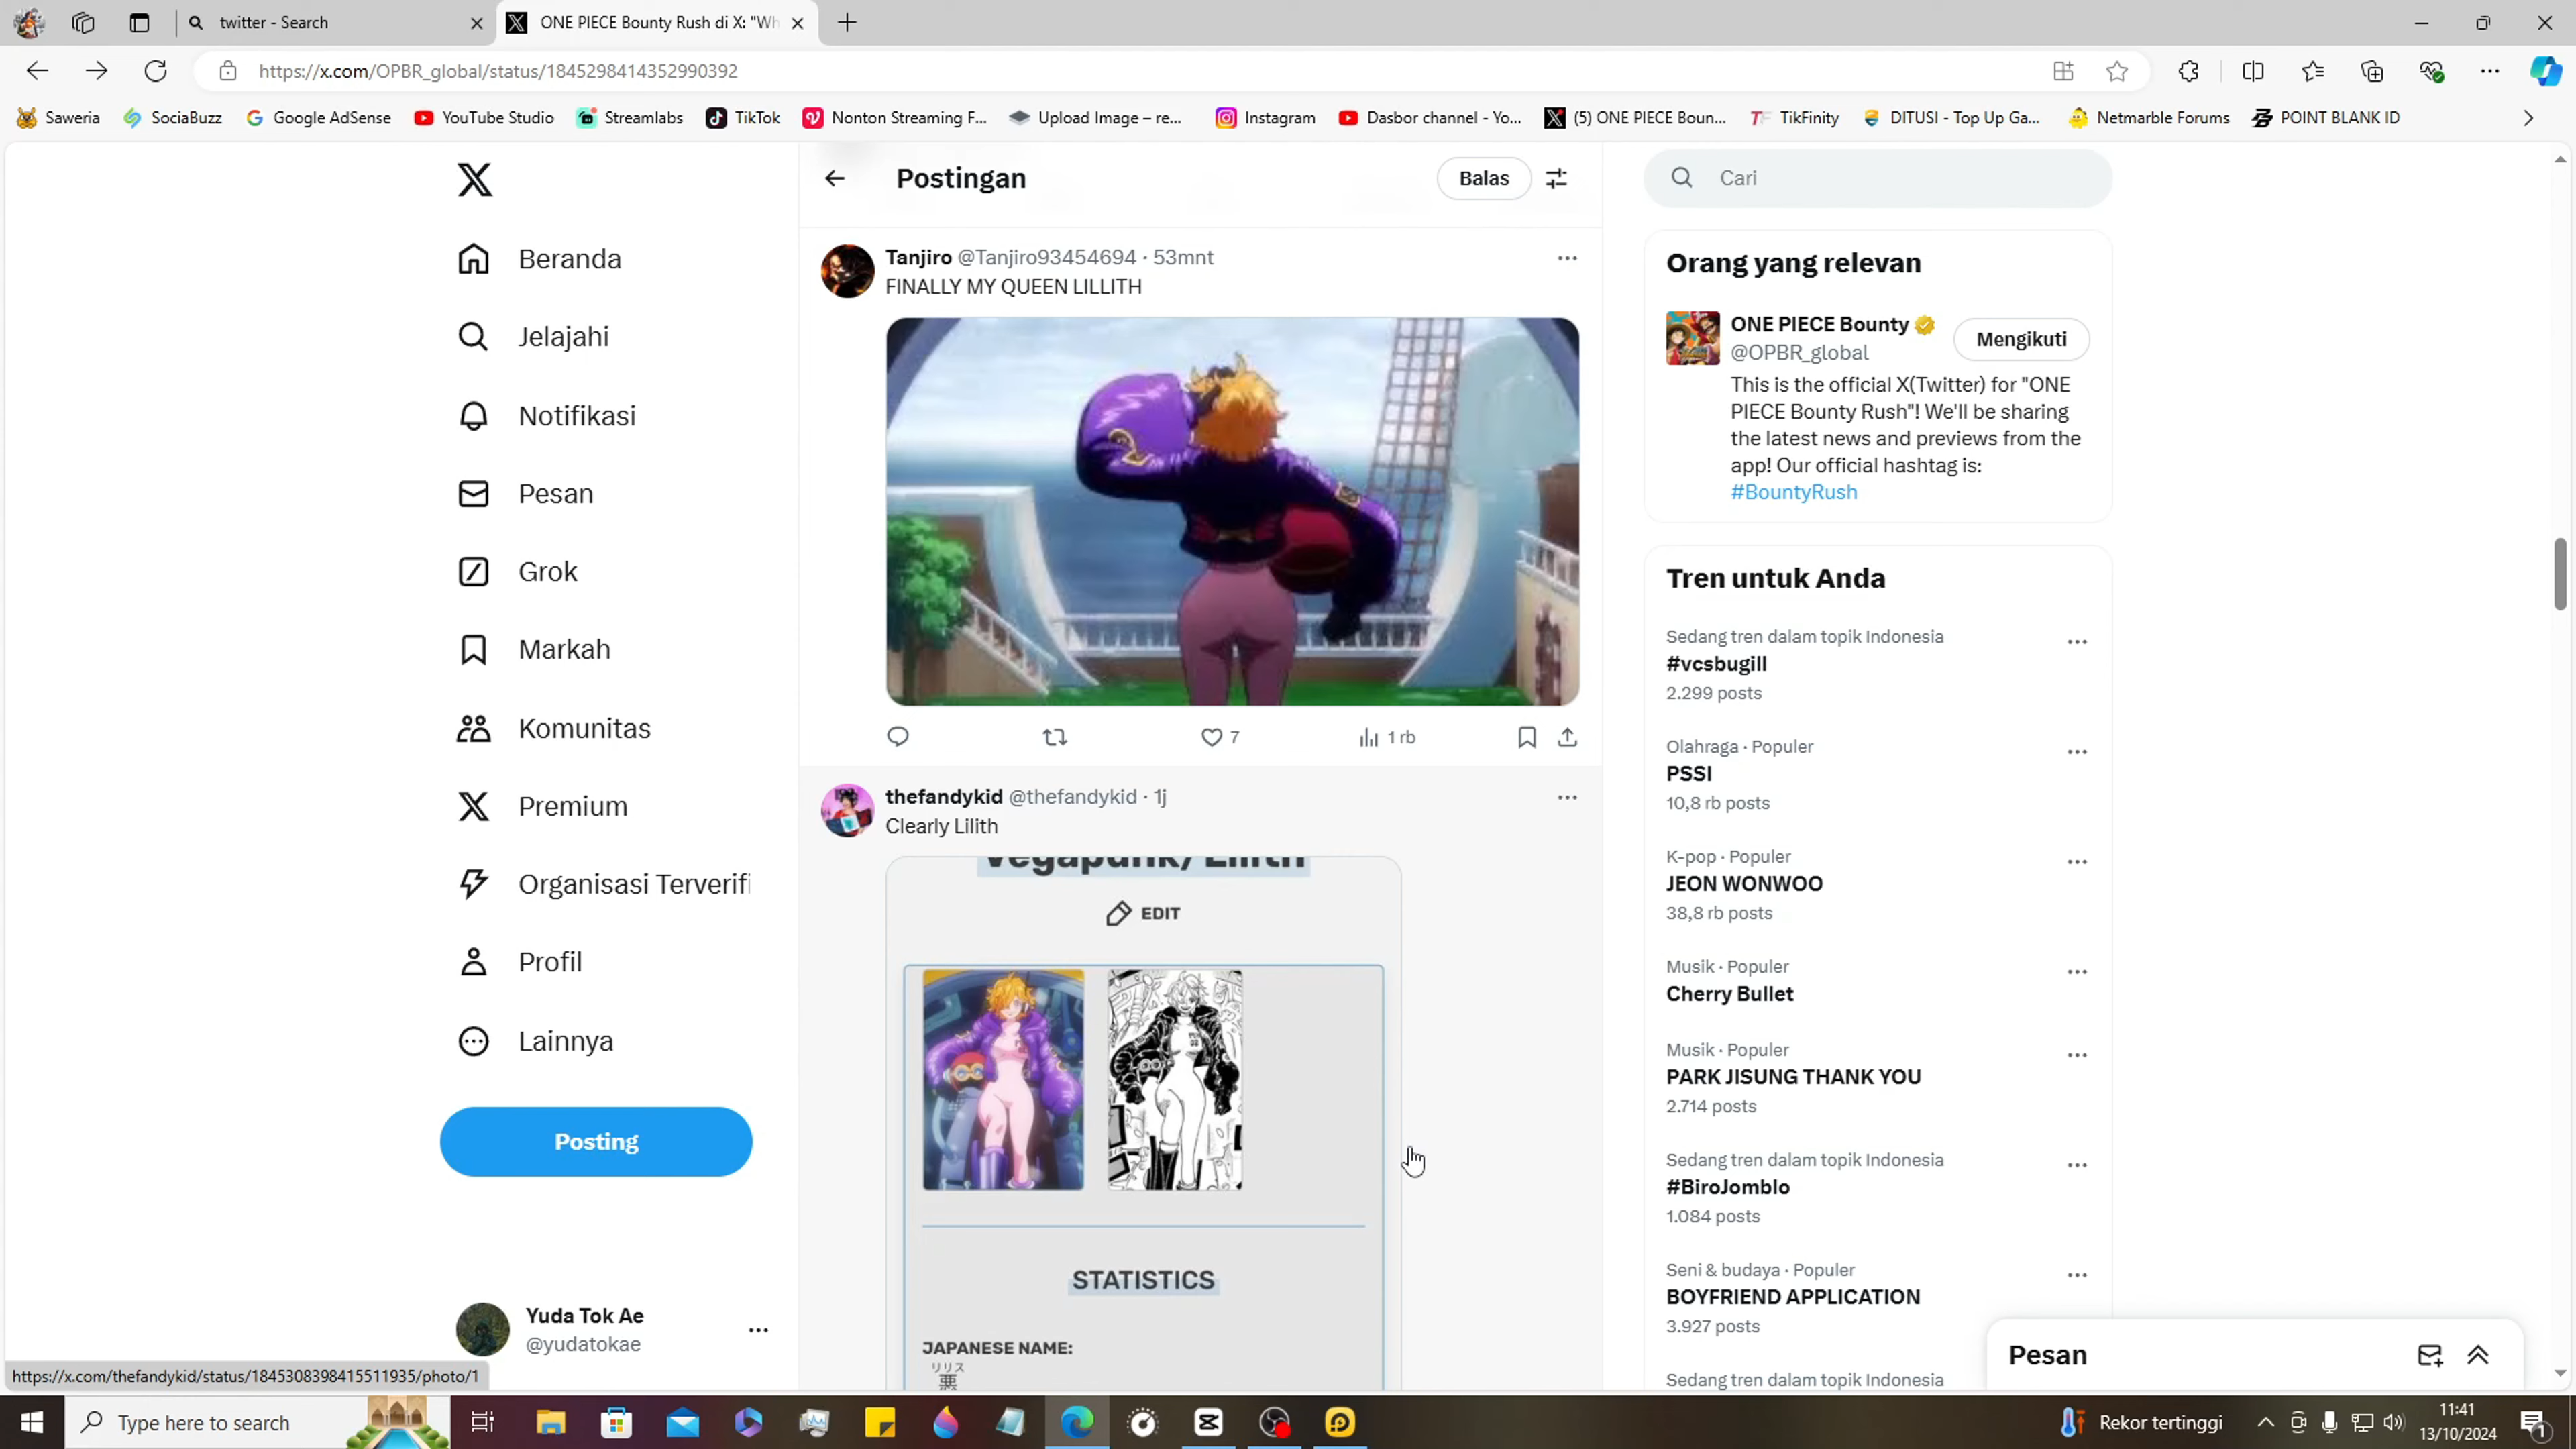 twitter - Search
ONE PIECE Bounty Rush di X: "Wh
https://x.com/OPBR_global/status/1845298414352990392
Saweria
SociaBuzz
Google AdSense
YouTube Studio
Streamlabs
TikTok
Nonton Streaming F...
Upload Image – re...
Instagram
Dasbor channel - Yo...
(5) ONE PIECE Boun...
TikFinity
DITUSI - Top Up Ga...
Netmarble Forums
POINT BLANK ID
Beranda
Jelajahi
Notifikasi
Pesan
Grok
Markah
Komunitas
Premium
Organisasi Terverifi
Profil
Lainnya
Posting
Yuda Tok Ae
@yudatokae
https://x.com/thefandykid/status/1845308398415511935/photo/1
Postingan
Balas
Tanjiro @Tanjiro93454694 · 53mnt
FINALLY MY QUEEN LILLITH
7
1 rb
thefandykid @thefandykid · 1j
Clearly Lilith
Vegapunk/ Lilith
EDIT
STATISTICS
JAPANESE NAME:
リリス
悪
Cari
Orang yang relevan
ONE PIECE Bounty
@OPBR_global
Mengikuti
This is the official X(Twitter) for "ONE
PIECE Bounty Rush"! We'll be sharing
the latest news and previews from the
app! Our official hashtag is:
#BountyRush
Tren untuk Anda
Sedang tren dalam topik Indonesia
#vcsbugill
2.299 posts
Olahraga · Populer
PSSI
10,8 rb posts
K-pop · Populer
JEON WONWOO
38,8 rb posts
Musik · Populer
Cherry Bullet
Musik · Populer
PARK JISUNG THANK YOU
2.714 posts
Sedang tren dalam topik Indonesia
#BiroJomblo
1.084 posts
Seni & budaya · Populer
BOYFRIEND APPLICATION
3.927 posts
Sedang tren dalam topik Indonesia
Pesan
Type here to search
Rekor tertinggi
11:41
13/10/2024
1